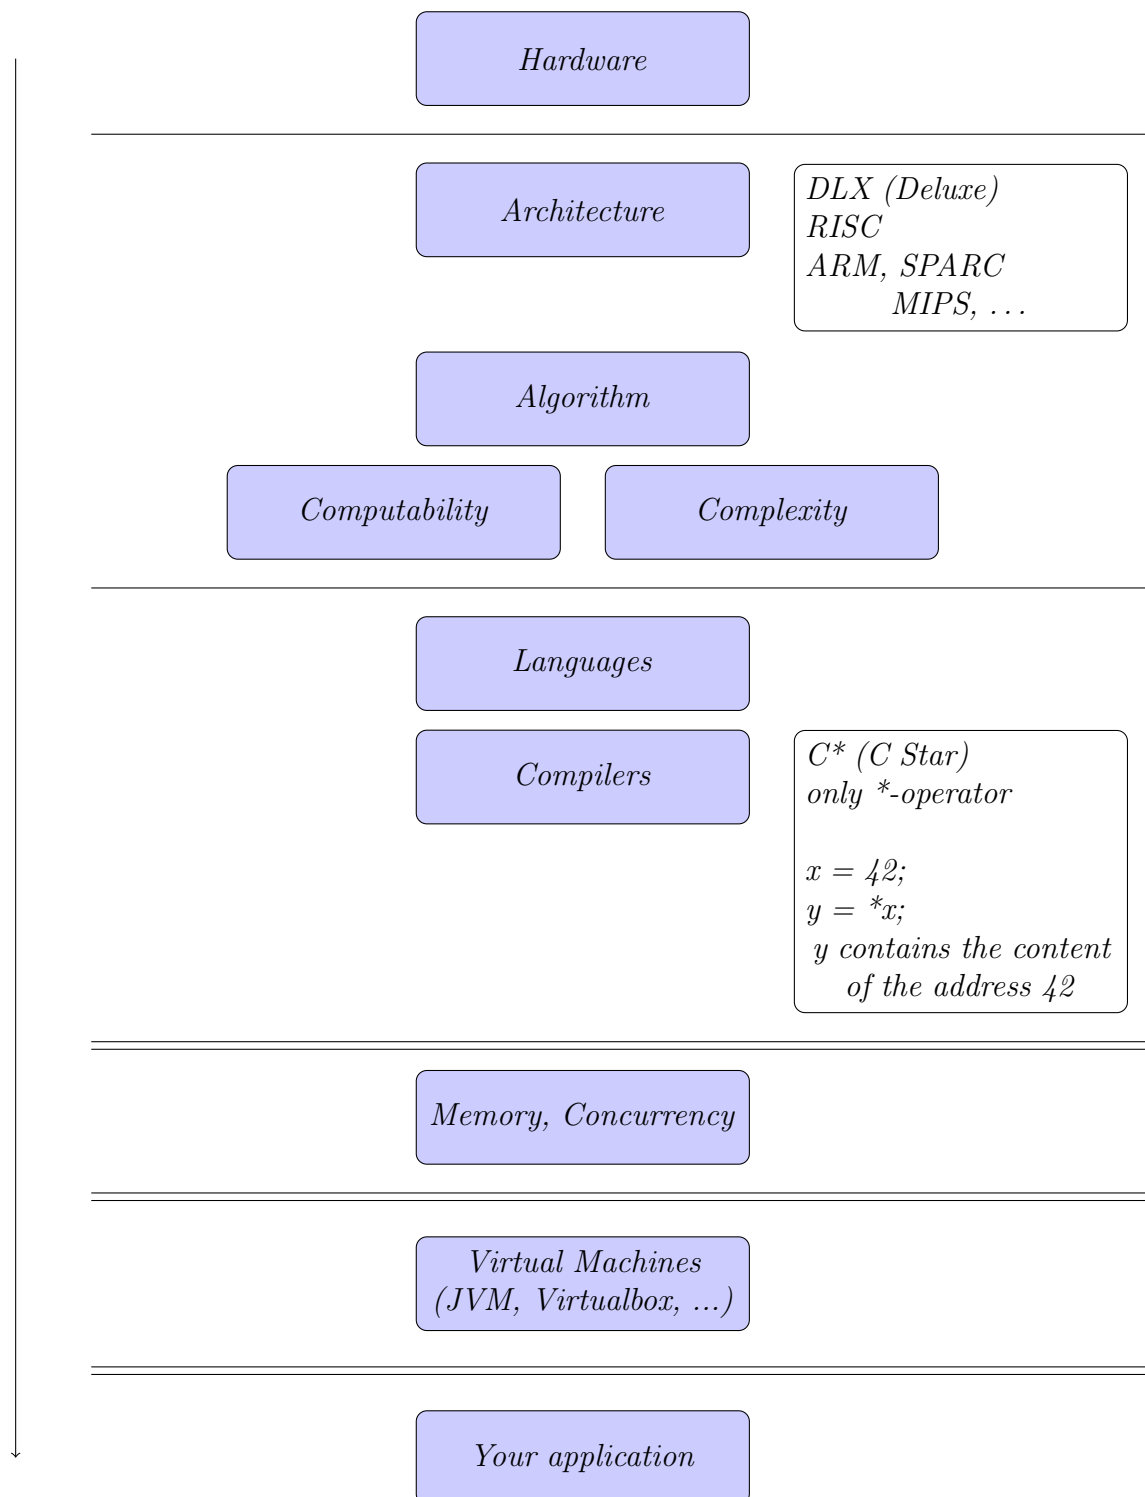 Hardware
Architecture
DLX (Deluxe)
RISC
ARM, SPARC
MIPS, . . .
Algorithm
Computability
Complexity
Languages
Compilers
C* (C Star)
only *-operator
x = 42;
y = *x;
y contains the content
of the address 42
Memory, Concurrency
Virtual Machines
(JVM, Virtualbox, ...)
Your application